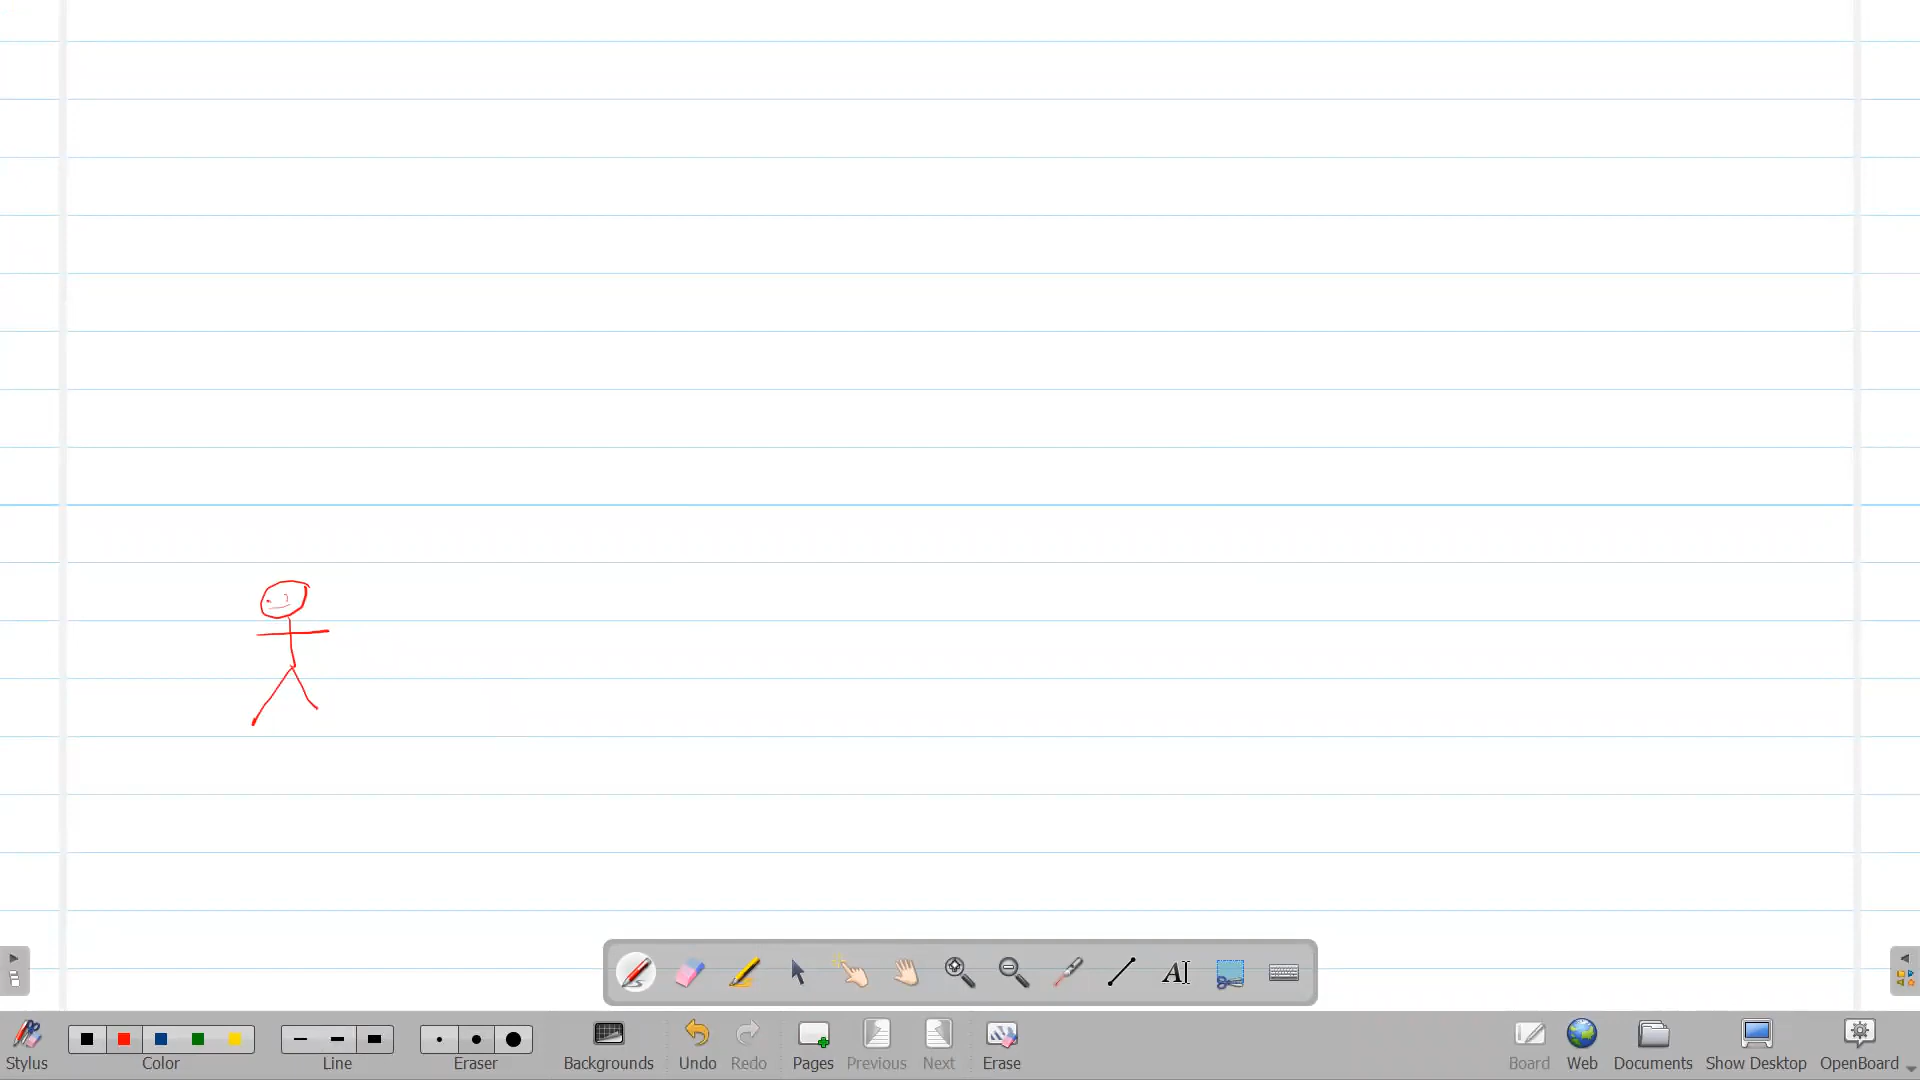 Stylus
Color
Line
Eraser
Backgrounds
Undo
Redo
Pages
Previous
Next
Erase
Board
Web
Documents
Show Desktop
OpenBoard